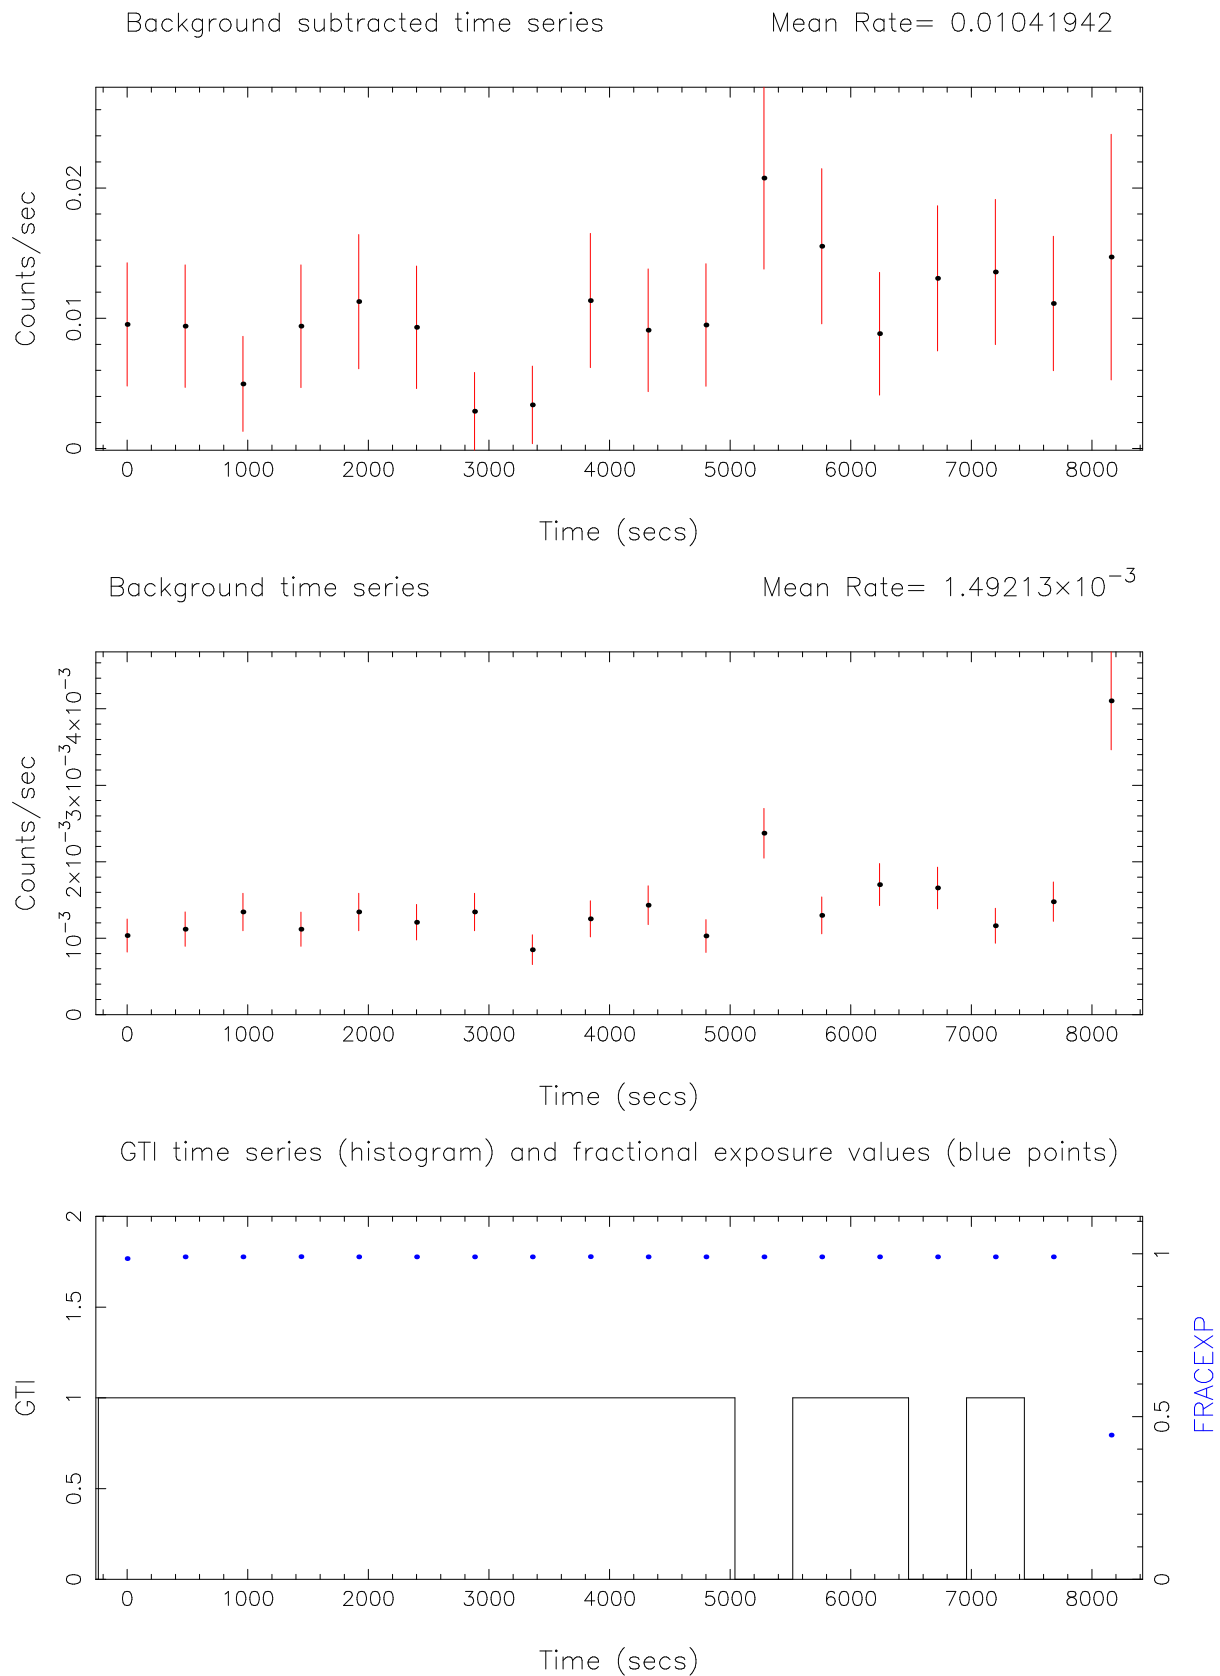 Background subtracted time series Mean Rate= 0.01041942
Counts/sec
0 0.01 0.02
0 1000 2000 3000 4000 5000 6000 7000 8000
Time (secs)
Background time series Mean Rate= 1.49213×10⁻³
Counts/sec
0 10⁻³ 2×10⁻³ 3×10⁻³ 4×10⁻³
0 1000 2000 3000 4000 5000 6000 7000 8000
Time (secs)
GTI time series (histogram) and fractional exposure values (blue points)
GTI
0 0.5 1 1.5 2
0 0.5 1
FRACEXP
0 1000 2000 3000 4000 5000 6000 7000 8000
Time (secs)